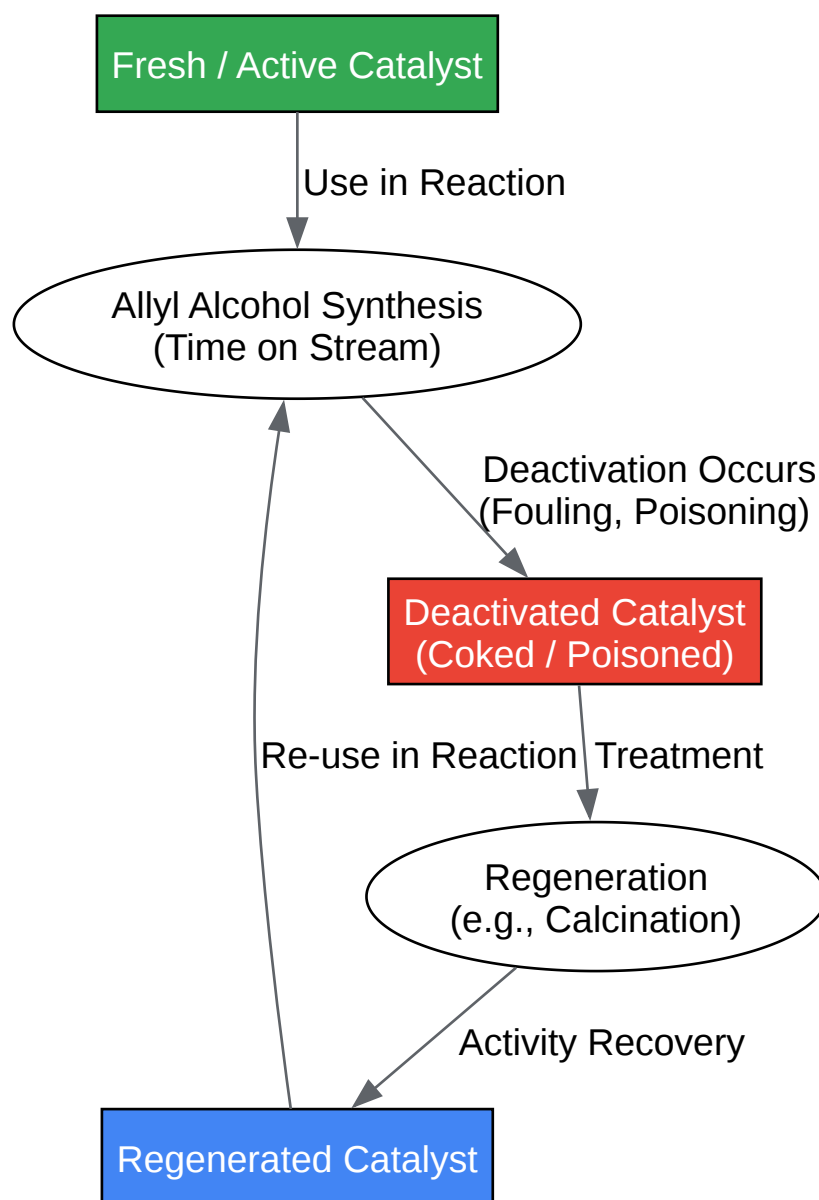 Fresh / Active Catalyst
Use in Reaction
Allyl Alcohol Synthesis
(Time on Stream)
Deactivation Occurs
(Fouling, Poisoning)
Deactivated Catalyst
(Coked / Poisoned)
Re-use in Reaction
Treatment
Regeneration
(e.g., Calcination)
Activity Recovery
Regenerated Catalyst